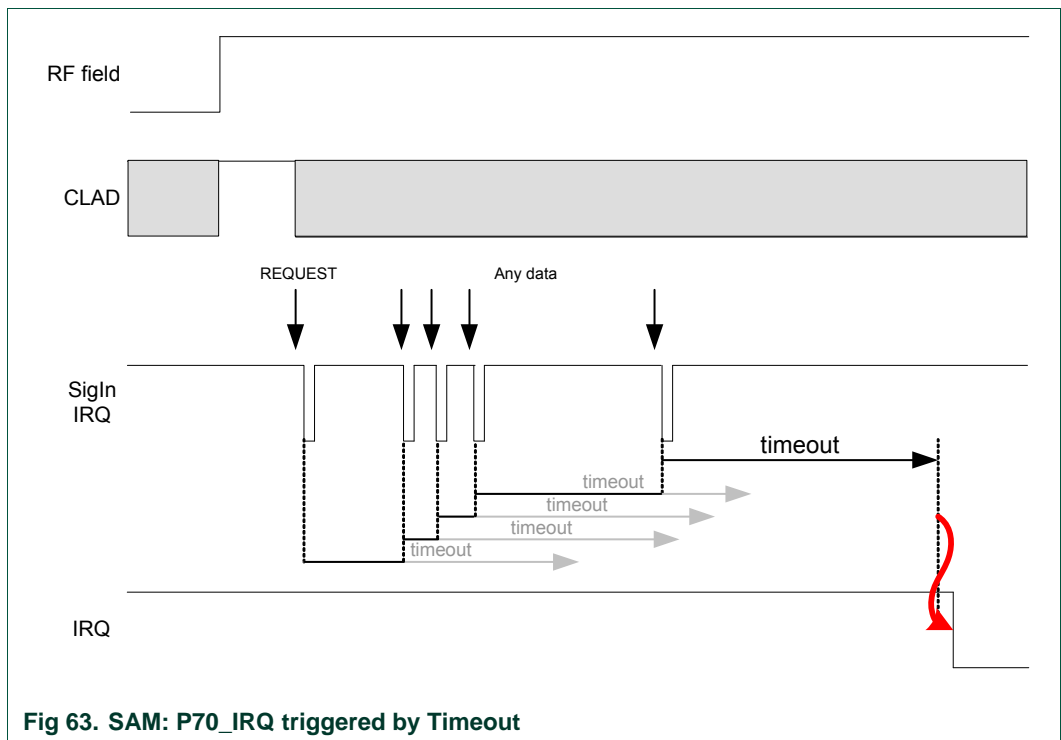 RF field
CLAD
REQUEST
Any data
SigIn
IRQ
timeout
timeout
timeout
timeout
timeout
IRQ
Fig 63. SAM: P70_IRQ triggered by Timeout